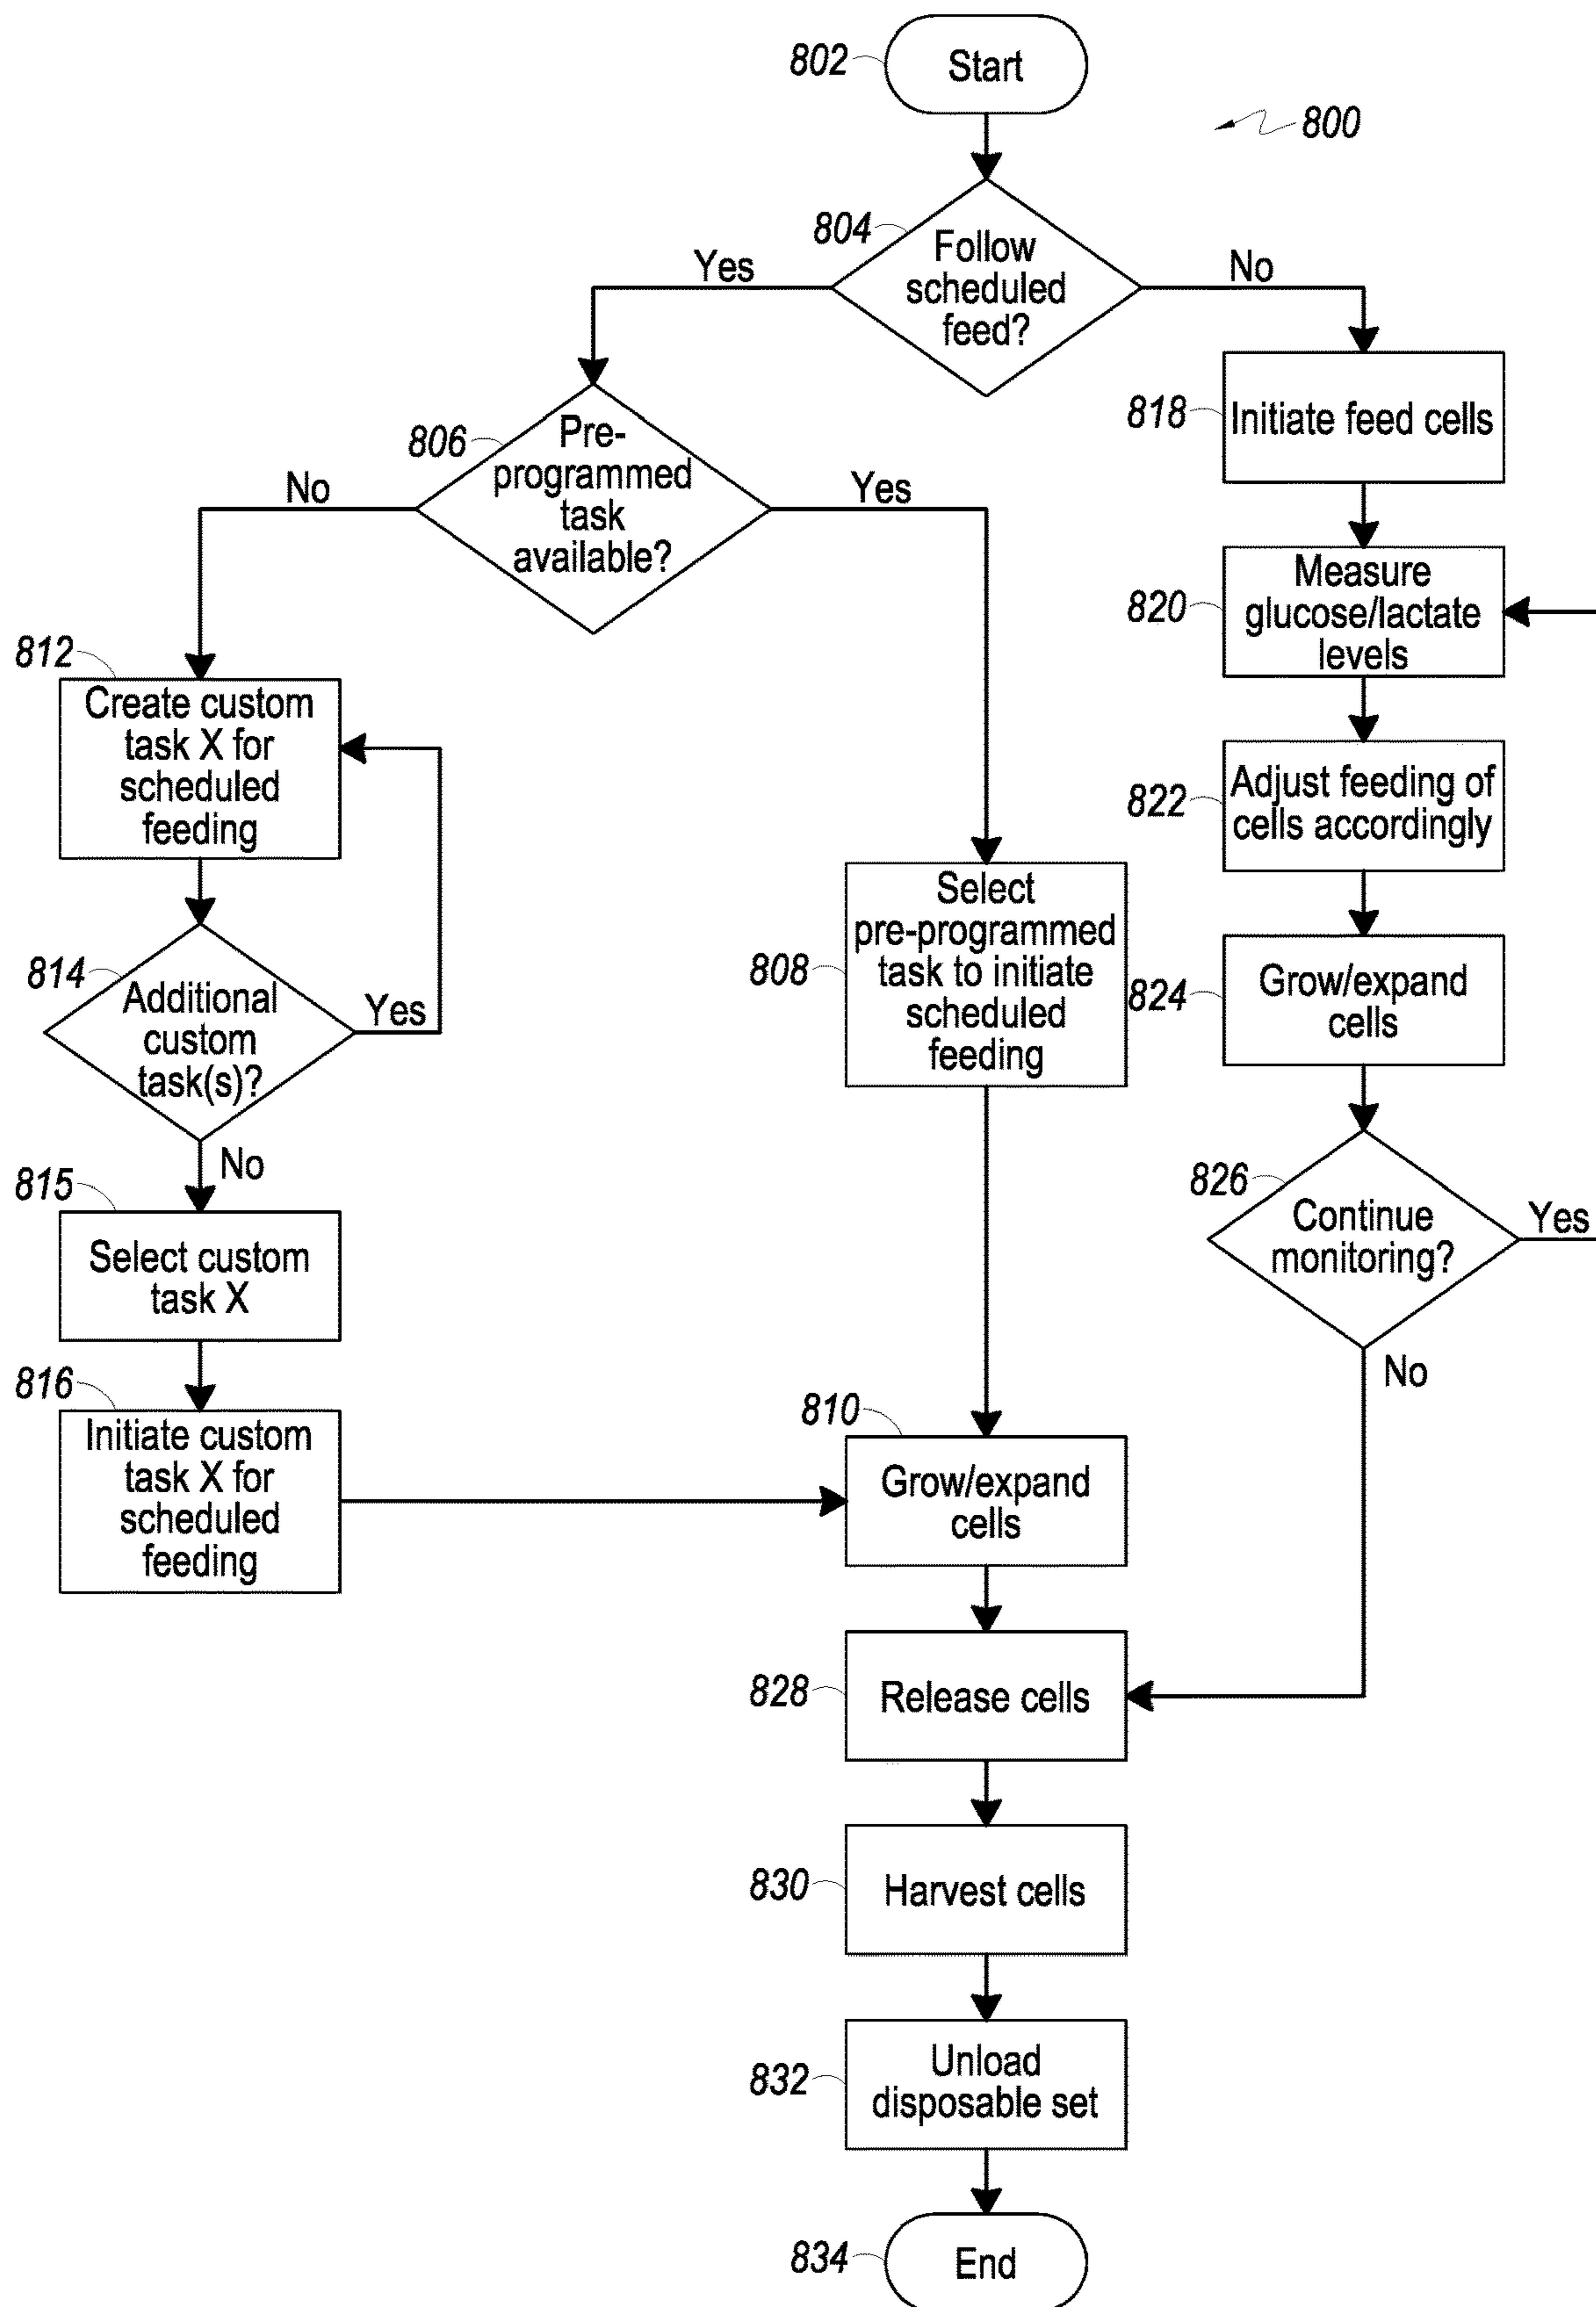 802
Start
800
804
Follow
scheduled
feed?
Yes
No
806
Pre-
programmed
task
available?
No
Yes
818
Initiate feed cells
820
Measure
glucose/lactate
levels
812
Create custom
task X for
scheduled
feeding
822
Adjust feeding of
cells accordingly
808
Select
pre-programmed
task to initiate
scheduled
feeding
824
Grow/expand
cells
814
Additional
custom
task(s)?
Yes
No
826
Continue
monitoring?
Yes
No
815
Select custom
task X
816
Initiate custom
task X for
scheduled
feeding
810
Grow/expand
cells
828
Release cells
830
Harvest cells
832
Unload
disposable set
834
End